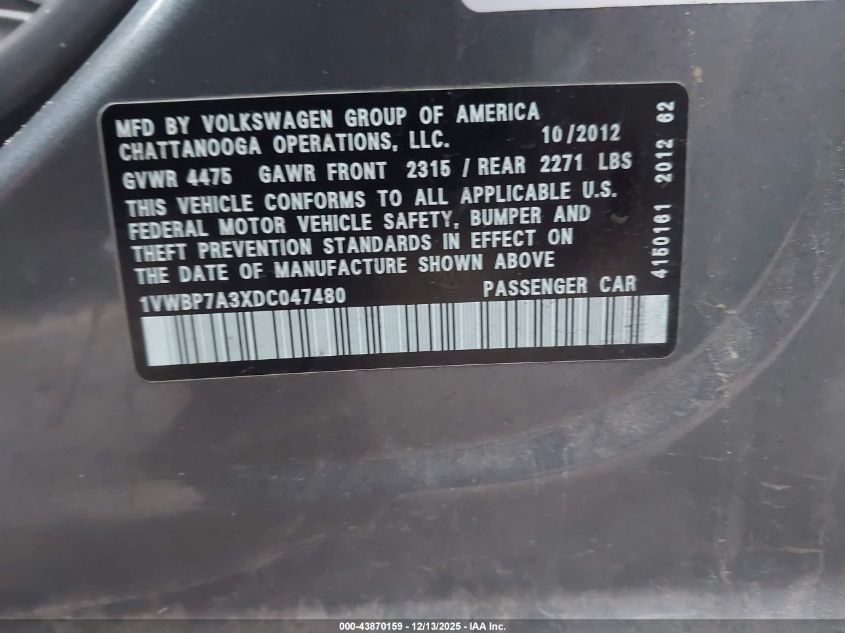 MFD BY VOLKSWAGEN GROUP OF AMERICA
CHATTANOOGA OPERATIONS, LLC. 10/2012
GVWR 4475 GAWR FRONT 2315 / REAR 2271 LBS
THIS VEHICLE CONFORMS TO ALL APPLICABLE U.S.
FEDERAL MOTOR VEHICLE SAFETY, BUMPER AND
THEFT PREVENTION STANDARDS IN EFFECT ON
THE DATE OF MANUFACTURE SHOWN ABOVE
1VWBP7A3XDC047480 PASSENGER CAR
4150161 2012 62
000-43870159 - 12/13/2025 - IAA Inc.